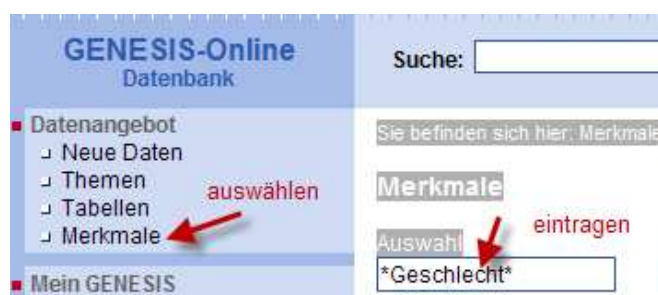 GENESIS-Online
Datenbank
Suche:
Datenangebot
Neue Daten
Themen
Tabellen
Merkmale
auswählen
Mein GENESIS
Sie befinden sich hier: Merkmale
Merkmale
Auswahl
eintragen
*Geschlecht*